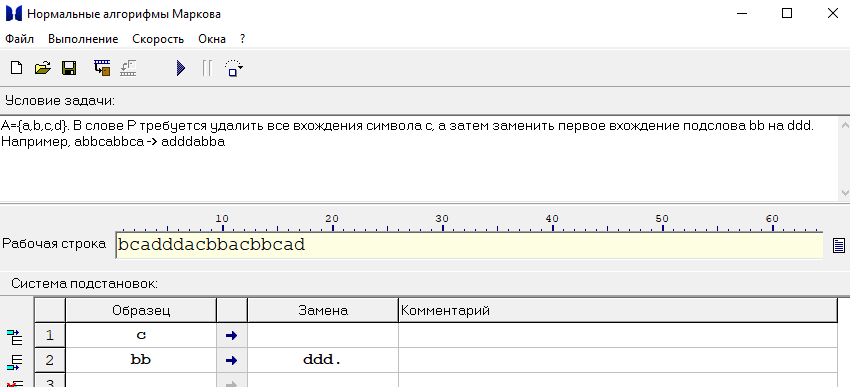 Нормальные алгорифмы Маркова
Файл Выполнение Скорость Окна ?
Условие задачи:
A={a,b,c,d}. В слове P требуется удалить все вхождения символа c, а затем заменить первое вхождение подслова bb на ddd.
Например, abbcabbca -> adddabba
10 20 30 40 50 60
Рабочая строка bcadddacbbacbbcad
Система подстановок:
Образец Замена Комментарий
1 c
2 bb ddd.
3